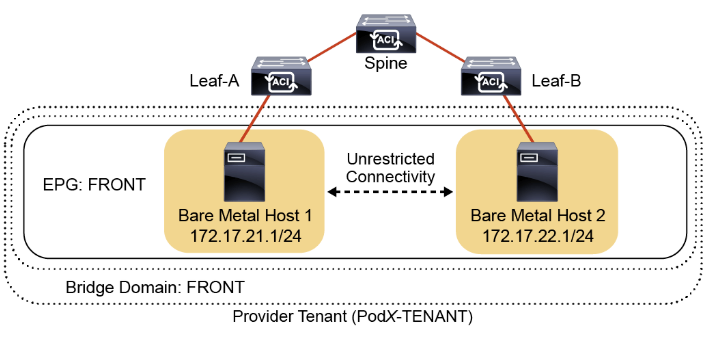 ACI
Spine
Leaf-A
ACI
ACI
Leaf-B
EPG: FRONT
Unrestricted
Connectivity
Bare Metal Host 1
172.17.21.1/24
Bare Metal Host 2
172.17.22.1/24
Bridge Domain: FRONT
Provider Tenant (PodX-TENANT)